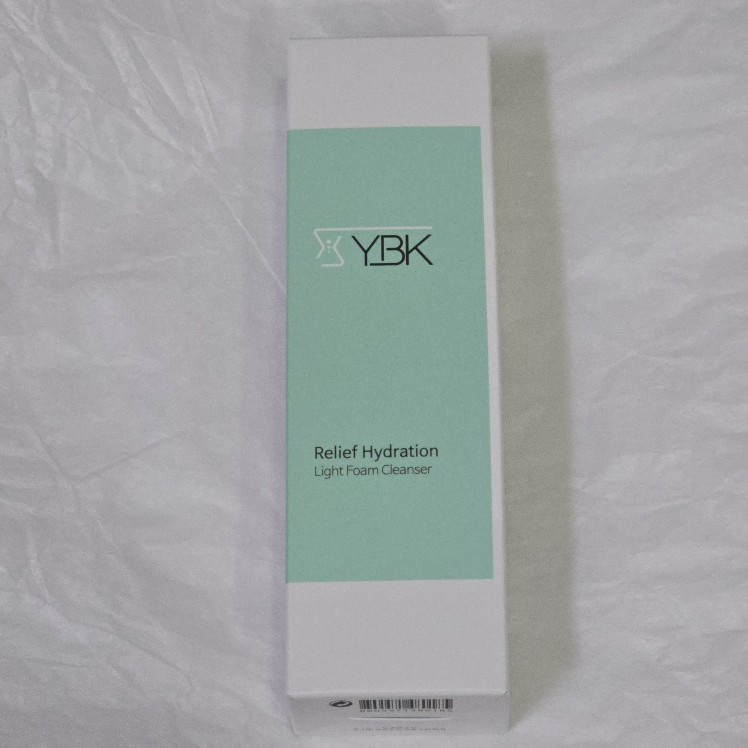 YBK
Relief Hydration
Light Foam Cleanser